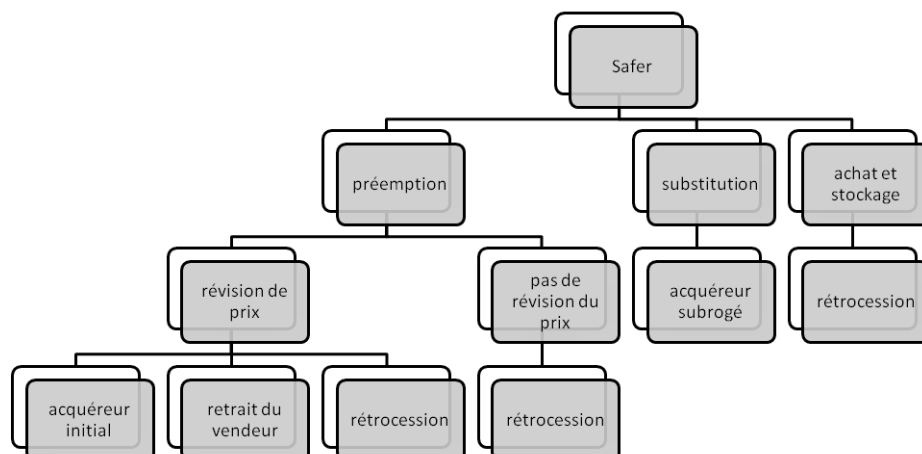 Safer
préemption
substitution
achat et
stockage
révision de
prix
pas de
révision du
prix
acquéreur
subrogé
rétrocession
acquéreur
initial
retrait du
vendeur
rétrocession
rétrocession